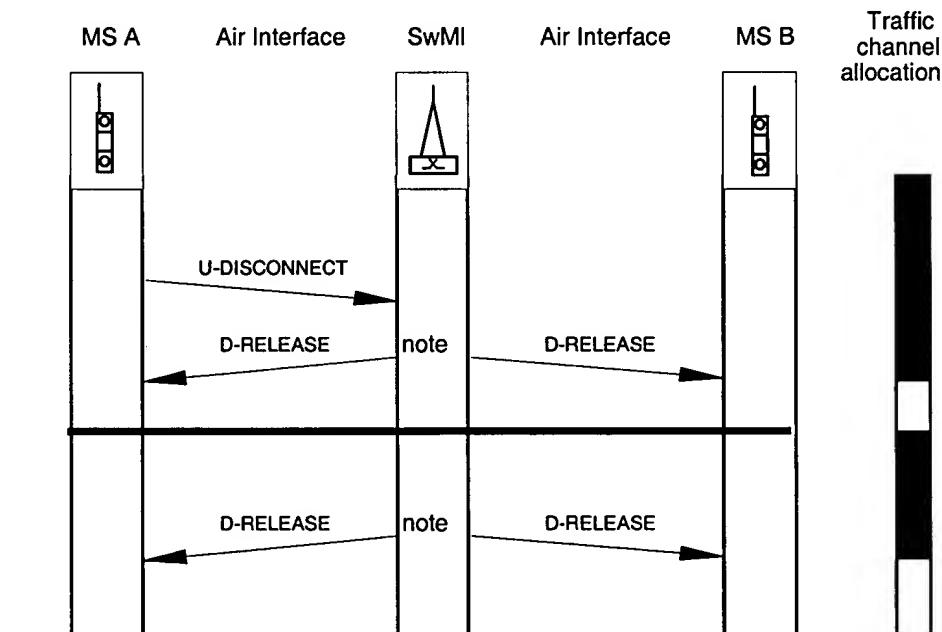 MS A Air Interface SwMI Air Interface MS B
Traffic
channel
allocation
U-DISCONNECT
D-RELEASE note D-RELEASE
D-RELEASE note D-RELEASE